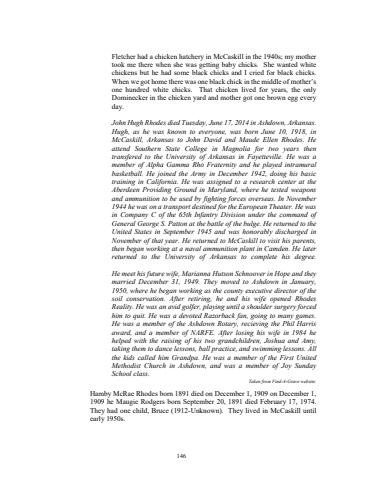 Fletcher had a chicken hatchery in McCaskill in the 1940s; my mother
took me there when she was getting baby chicks. She wanted white
chickens but he had some black chicks and I cried for black chicks.
When we got home there was one black chick in the middle of mother's
one hundred white chicks. That chicken lived for years, the only
Dominecker in the chicken yard and mother got one brown egg every
day.
John Hugh Rhodes died Tuesday, June 17, 2014 in Ashdown, Arkansas.
Hugh, as he was known to everyone, was born June 10, 1918, in
McCaskill, Arkansas to John David and Maude Ellen Rhodes. He
attend Southern State College in Magnolia for two years then
transfered to the University of Arkansas in Fayetteville. He was a
member of Alpha Gamma Rho Fraternity and he played intramural
basketball. He joined the Army in December 1942, doing his basic
training in California. He was assigned to a research center at the
Aberdeen Providing Ground in Maryland, where he tested weapons
and ammunition to be used by fighting forces overseas. In November
1944 he was on a transport destined for the European Theater. He was
in Company C of the 65th Infantry Division under the command of
General George S. Patton at the battle of the bulge. He returned to the
United States in September 1945 and was honorably discharged in
November of that year. He returned to McCaskill to visit his parents,
then began working at a naval ammunition plant in Camden. He later
returned to the University of Arkansas to complete his degree.
He meet his future wife, Marianna Hutson Schnoover in Hope and they
married December 31, 1949. They moved to Ashdown in January,
1950, where he began working as the county executive director of the
soil conservation. After retiring, he and his wife opened Rhodes
Reality. He was an avid golfer, playing until a shoulder surgery forced
him to quit. He was a devoted Razorback fan, going to many games.
He was a member of the Ashdown Rotary, recieving the Phil Harris
award, and a member of NARFE. After losing his wife in 1984 he
helped with the raising of his two grandchildren, Joshua and Amy,
taking them to dance lessons, ball practice, and swimming lessons. All
the kids called him Grandpa. He was a member of the First United
Methodist Church in Ashdown, and was a member of Joy Sunday
School class.
Taken from Find-A-Grave website
Hamby McRae Rhodes born 1891 died on December 1, 1909 on December 1,
1909 he Maugie Rodgers born September 20, 1891 died February 17, 1974.
They had one child, Bruce (1912-Unknown). They lived in McCaskill until
early 1950s.
146